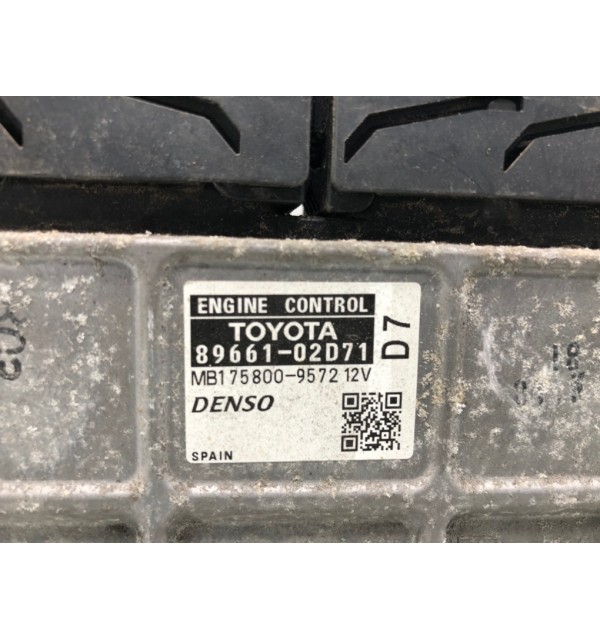 ENGINE CONTROL
TOYOTA
89661-02D71
D7
MB175800-9572 12V
DENSO
SPAIN